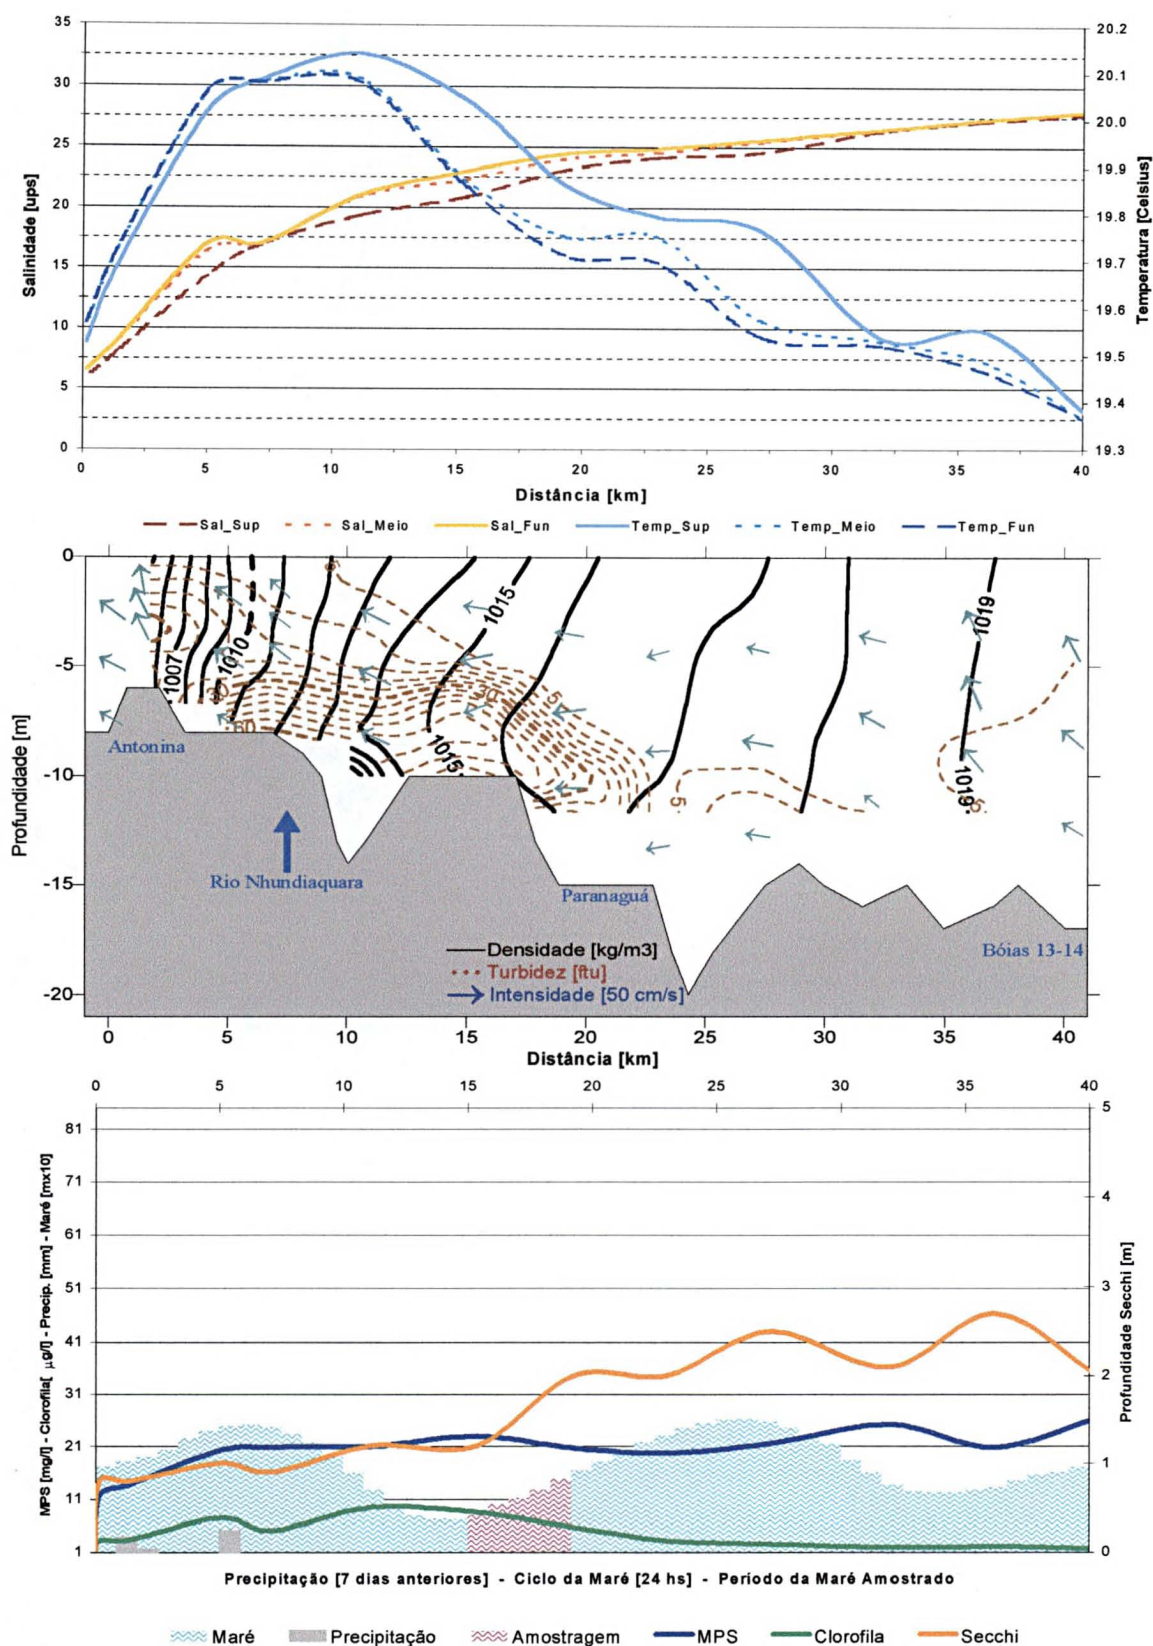 35
30
25
20
15
10
5
0
Salinidade [ups]
20.2
20.1
20.0
19.9
19.8
19.7
19.6
19.5
19.4
19.3
Temperatura [Celsius]
0 5 10 15 20 25 30 35 40
Distância [km]
Sal_Sup Sal_Meio Sal_Fun Temp_Sup Temp_Meio Temp_Fun
0
-5
-10
-15
-20
Profundidade [m]
1007
1010
1015
1015
1019
1019
5
30
60
30
5
5
5
Antonina
Rio Nhundiaquara
Paranaguá
Bóias 13-14
Densidade [kg/m3]
Turbidez [ftu]
Intensidade [50 cm/s]
0 5 10 15 20 25 30 35 40
Distância [km]
0 5 10 15 20 25 30 35 40
81
71
61
51
41
31
21
11
1
MPS [mg/l] - Clorofila[ µg/l] - Precip. [mm] - Maré [mx10]
5
4
3
2
1
0
Profundidade Secchi [m]
Precipitação [7 dias anteriores] - Ciclo da Maré [24 hs] - Período da Maré Amostrado
Maré Precipitação Amostragem MPS Clorofila Secchi